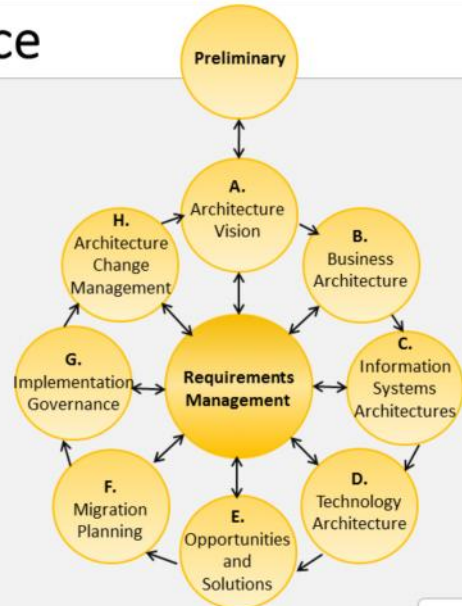 ce
Preliminary
A.
Architecture
Vision
B.
Business
Architecture
C.
Information
Systems
Architectures
D.
Technology
Architecture
E.
Opportunities
and
Solutions
F.
Migration
Planning
G.
Implementation
Governance
H.
Architecture
Change
Management
Requirements
Management